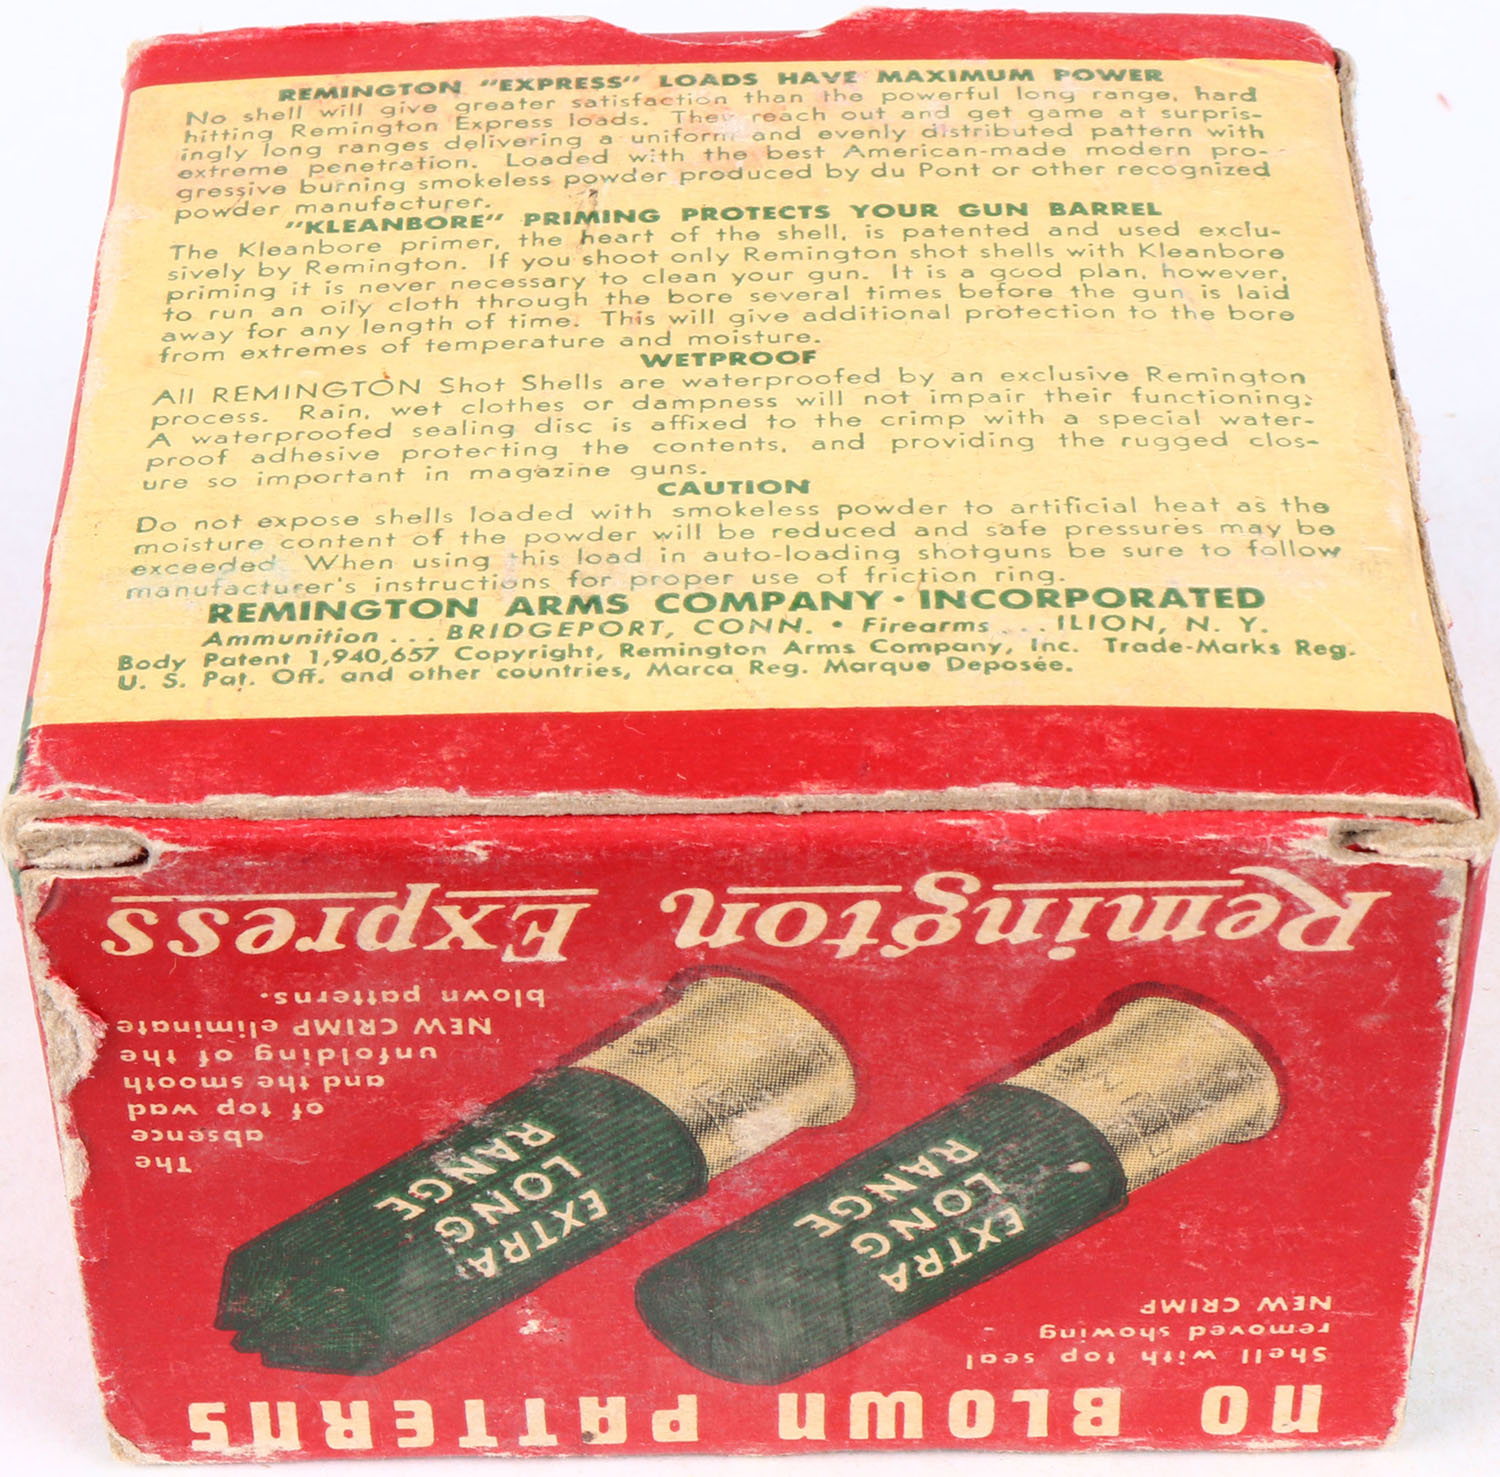 REMINGTON "EXPRESS" LOADS HAVE MAXIMUM POWER
No shell will give greater satisfaction than the powerful long range, hard
hitting Remington Express loads. They reach out and get game at surpris-
ingly long ranges delivering a uniform and evenly distributed pattern with
extreme penetration. Loaded with the best American-made modern pro-
gressive burning smokeless powder produced by du Pont or other recognized
powder manufacturer.
"KLEANBORE" PRIMING PROTECTS YOUR GUN BARREL
The Kleanbore primer, the heart of the shell, is patented and used exclu-
sively by Remington. If you shoot only Remington shot shells with Kleanbore
priming it is never necessary to clean your gun. It is a good plan, however,
to run an oily cloth through the bore several times before the gun is laid
away for any length of time. This will give additional protection to the bore
from extremes of temperature and moisture.
WETPROOF
All REMINGTON Shot Shells are waterproofed by an exclusive Remington
process. Rain, wet clothes or dampness will not impair their functioning.
A waterproofed sealing disc is affixed to the crimp with a special water-
proof adhesive protecting the contents, and providing the rugged clos-
ure so important in magazine guns.
CAUTION
Do not expose shells loaded with smokeless powder to artificial heat as the
moisture content of the powder will be reduced and safe pressures may be
exceeded. When using this load in auto-loading shotguns be sure to follow
manufacturer's instructions for proper use of friction ring.
REMINGTON ARMS COMPANY • INCORPORATED
Ammunition ... BRIDGEPORT, CONN. • Firearms ... ILION, N. Y.
Body Patent 1,940,657 Copyright, Remington Arms Company, Inc. Trade-Marks Reg.
U. S. Pat. Off. and other countries, Marca Reg. Marque Deposée.
NO BLOWN PATTERNS
Shell with top seal
removed showing
NEW CRIMP
EXTRA
LONG
RANGE
EXTRA
LONG
RANGE
The
absence
of top wad
and the smooth
unfolding of the
NEW CRIMP eliminate
blown patterns.
Remington Express